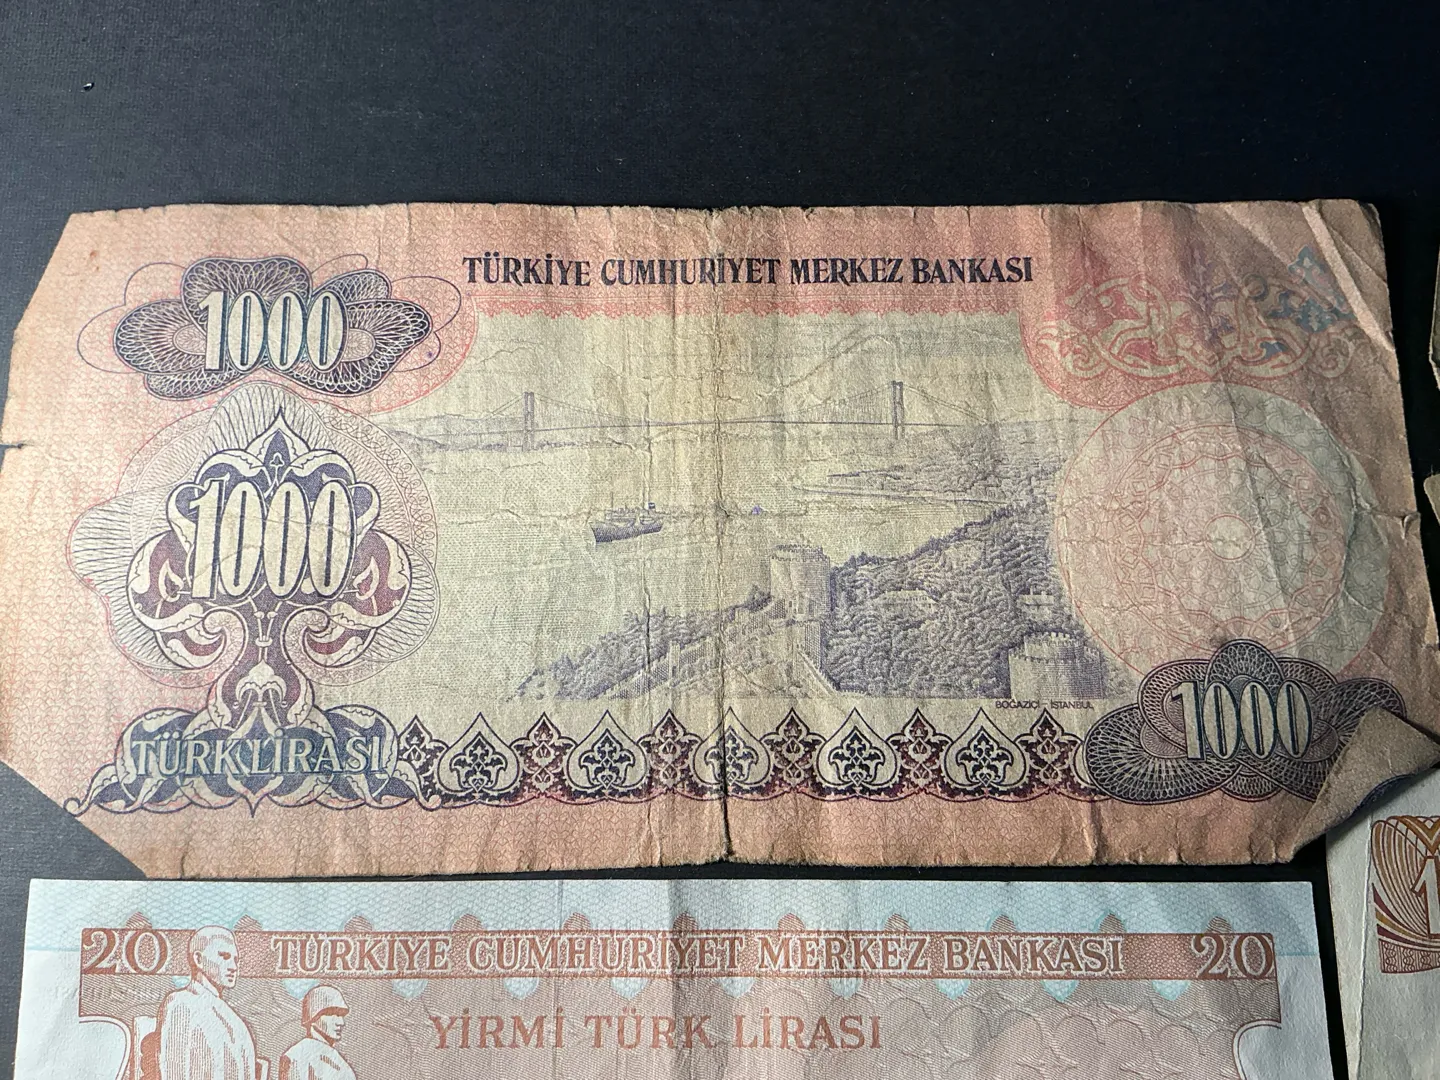 TÜRKİYE CUMHURİYET MERKEZ BANKASI
1000
1000
TÜRK LİRASI
BOĞAZİÇİ - İSTANBUL
1000
20 TÜRKİYE CUMHURİYET MERKEZ BANKASI 20
YİRMİ TÜRK LİRASI